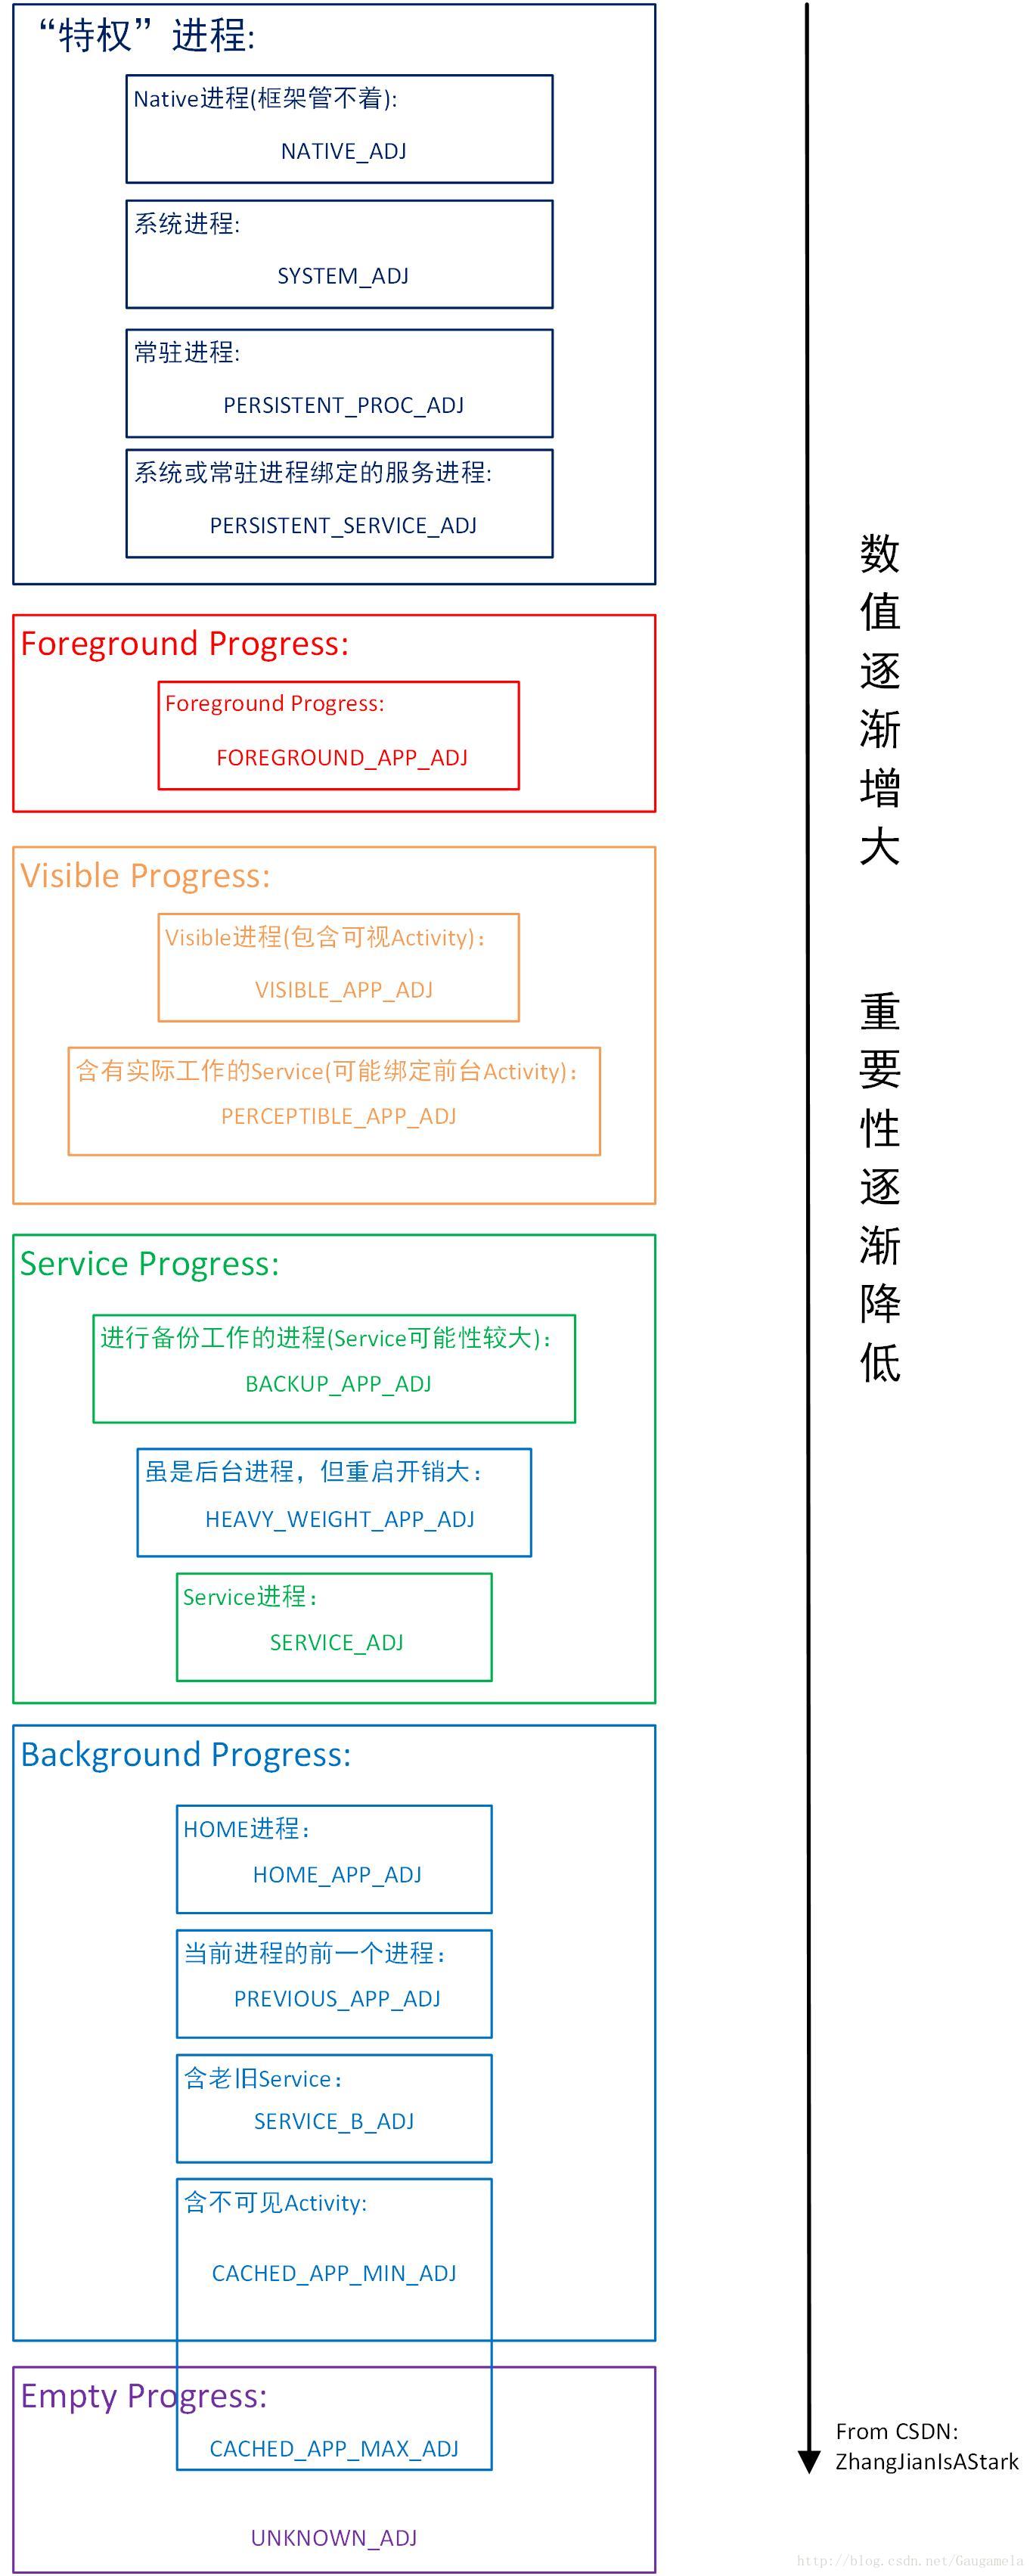 “特权”进程:
Native进程(框架管不着):
NATIVE_ADJ
系统进程:
SYSTEM_ADJ
常驻进程:
PERSISTENT_PROC_ADJ
系统或常驻进程绑定的服务进程:
PERSISTENT_SERVICE_ADJ
Foreground Progress:
Foreground Progress:
FOREGROUND_APP_ADJ
Visible Progress:
Visible进程(包含可视Activity)：
VISIBLE_APP_ADJ
含有实际工作的Service(可能绑定前台Activity)：
PERCEPTIBLE_APP_ADJ
Service Progress:
进行备份工作的进程(Service可能性较大)：
BACKUP_APP_ADJ
虽是后台进程，但重启开销大：
HEAVY_WEIGHT_APP_ADJ
Service进程：
SERVICE_ADJ
Background Progress:
HOME进程：
HOME_APP_ADJ
当前进程的前一个进程：
PREVIOUS_APP_ADJ
含老旧Service：
SERVICE_B_ADJ
含不可见Activity:
CACHED_APP_MIN_ADJ
Empty Progress:
CACHED_APP_MAX_ADJ
UNKNOWN_ADJ
数值逐渐增大
重要性逐渐降低
From CSDN:
ZhangJianIsAStark
http://blog.csdn.net/Gaugamela